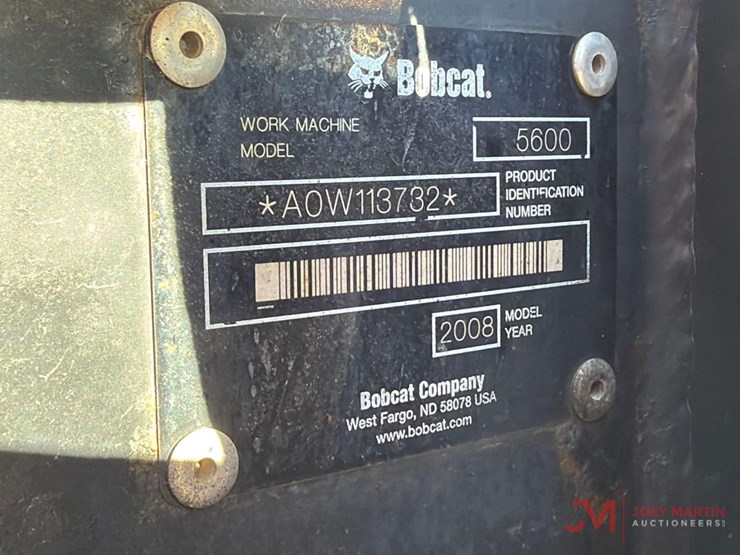 Bobcat.
WORK MACHINE
MODEL
5600
*A0W113732*
PRODUCT
IDENTIFICATION
NUMBER
2008
MODEL
YEAR
Bobcat Company
West Fargo, ND 58078 USA
www.bobcat.com
JM
JOEY MARTIN
AUCTIONEERS